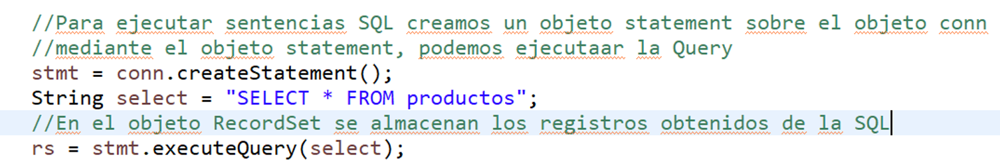 //Para ejecutar sentencias SQL creamos un objeto statement sobre el objeto conn
//mediante el objeto statement, podemos ejecutaar la Query
stmt = conn.createStatement();
String select = "SELECT * FROM productos";
//En el objeto RecordSet se almacenan los registros obtenidos de la SQL
rs = stmt.executeQuery(select);